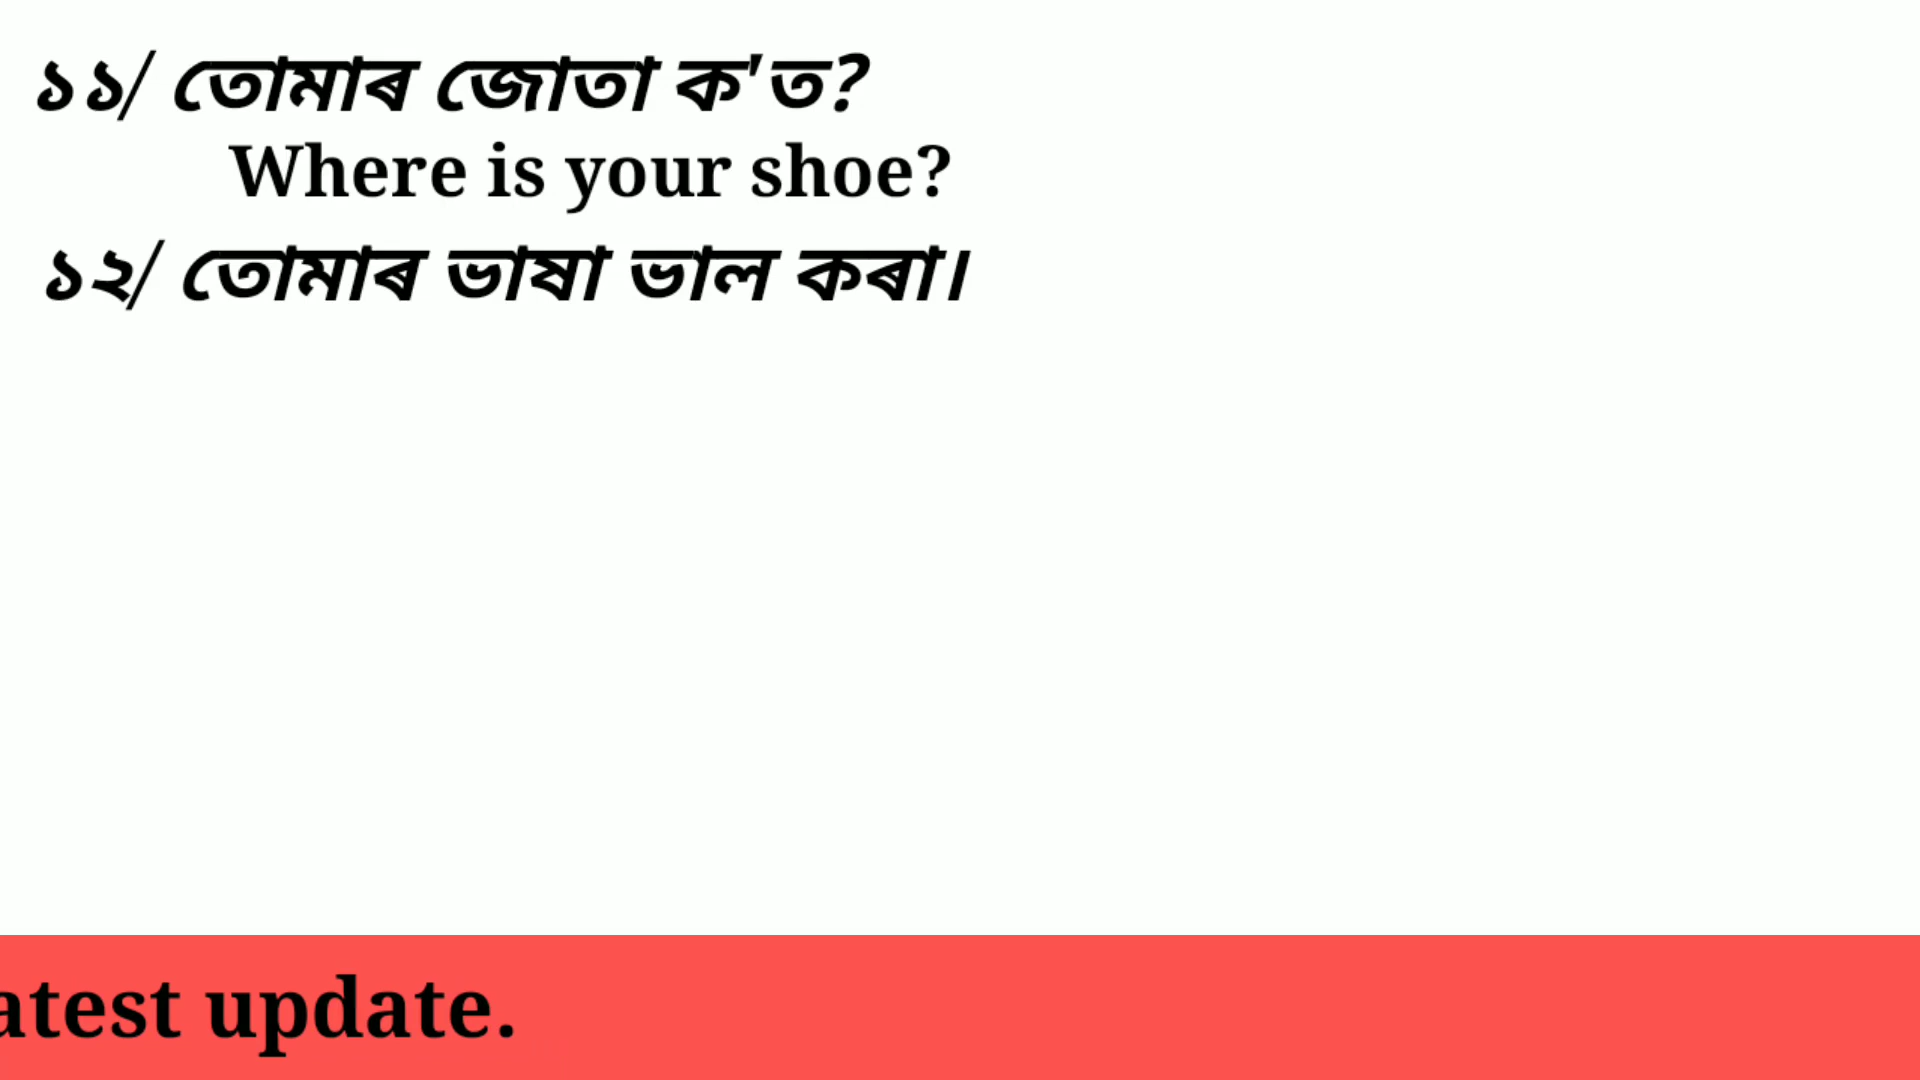 ১১/ তোমাৰ জোতা ক'ত?
Where is your shoe?
১২/ তোমাৰ ভাষা ভাল কৰা।
atest update.